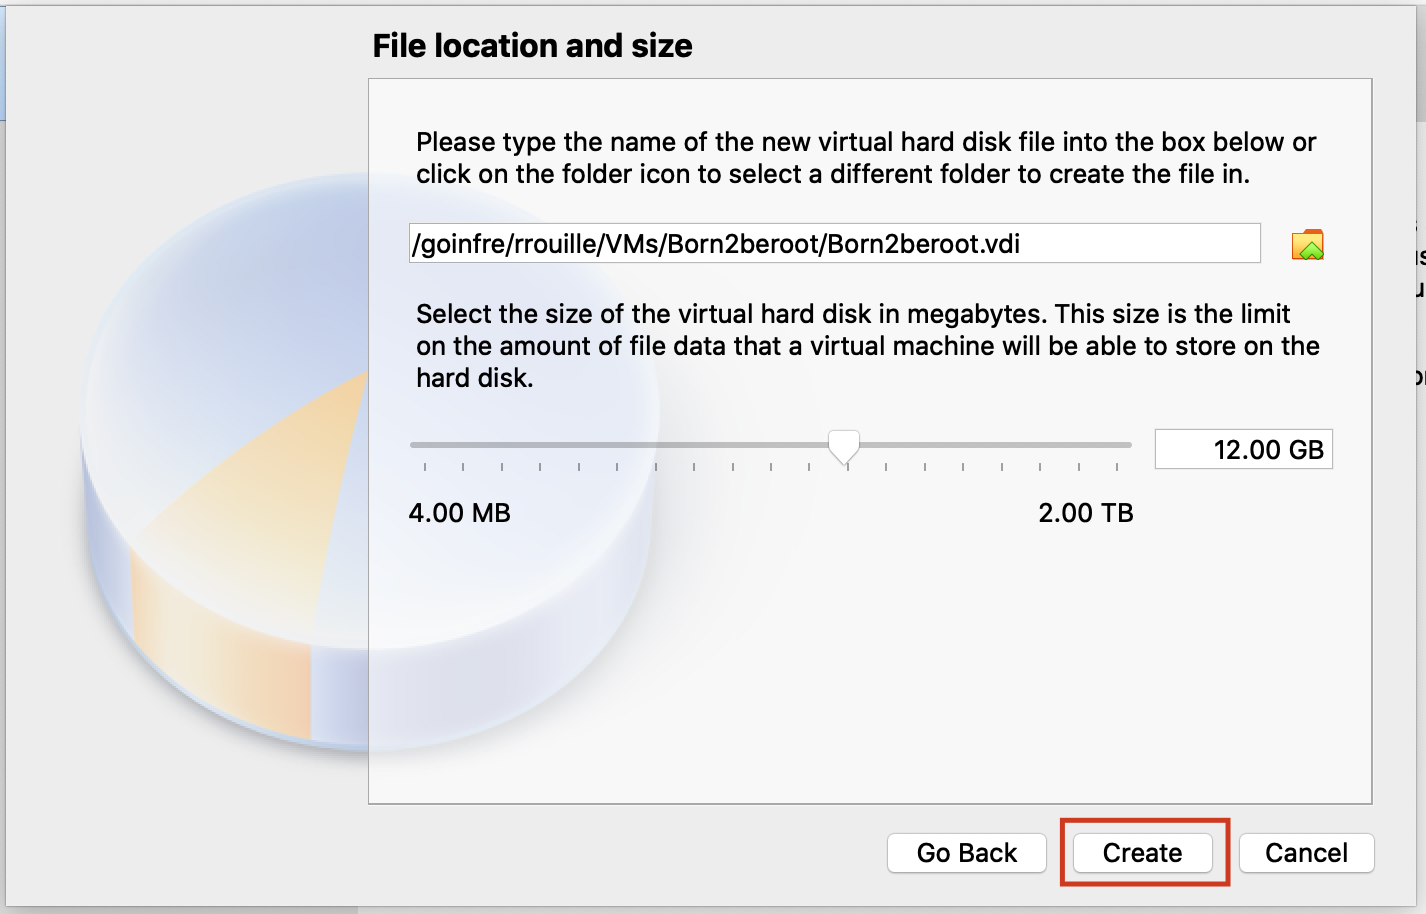 File location and size
Please type the name of the new virtual hard disk file into the box below or
click on the folder icon to select a different folder to create the file in.
/goinfre/rrouille/VMs/Born2beroot/Born2beroot.vdi
Select the size of the virtual hard disk in megabytes. This size is the limit
on the amount of file data that a virtual machine will be able to store on the
hard disk.
12.00 GB
4.00 MB
2.00 TB
Go Back
Create
Cancel